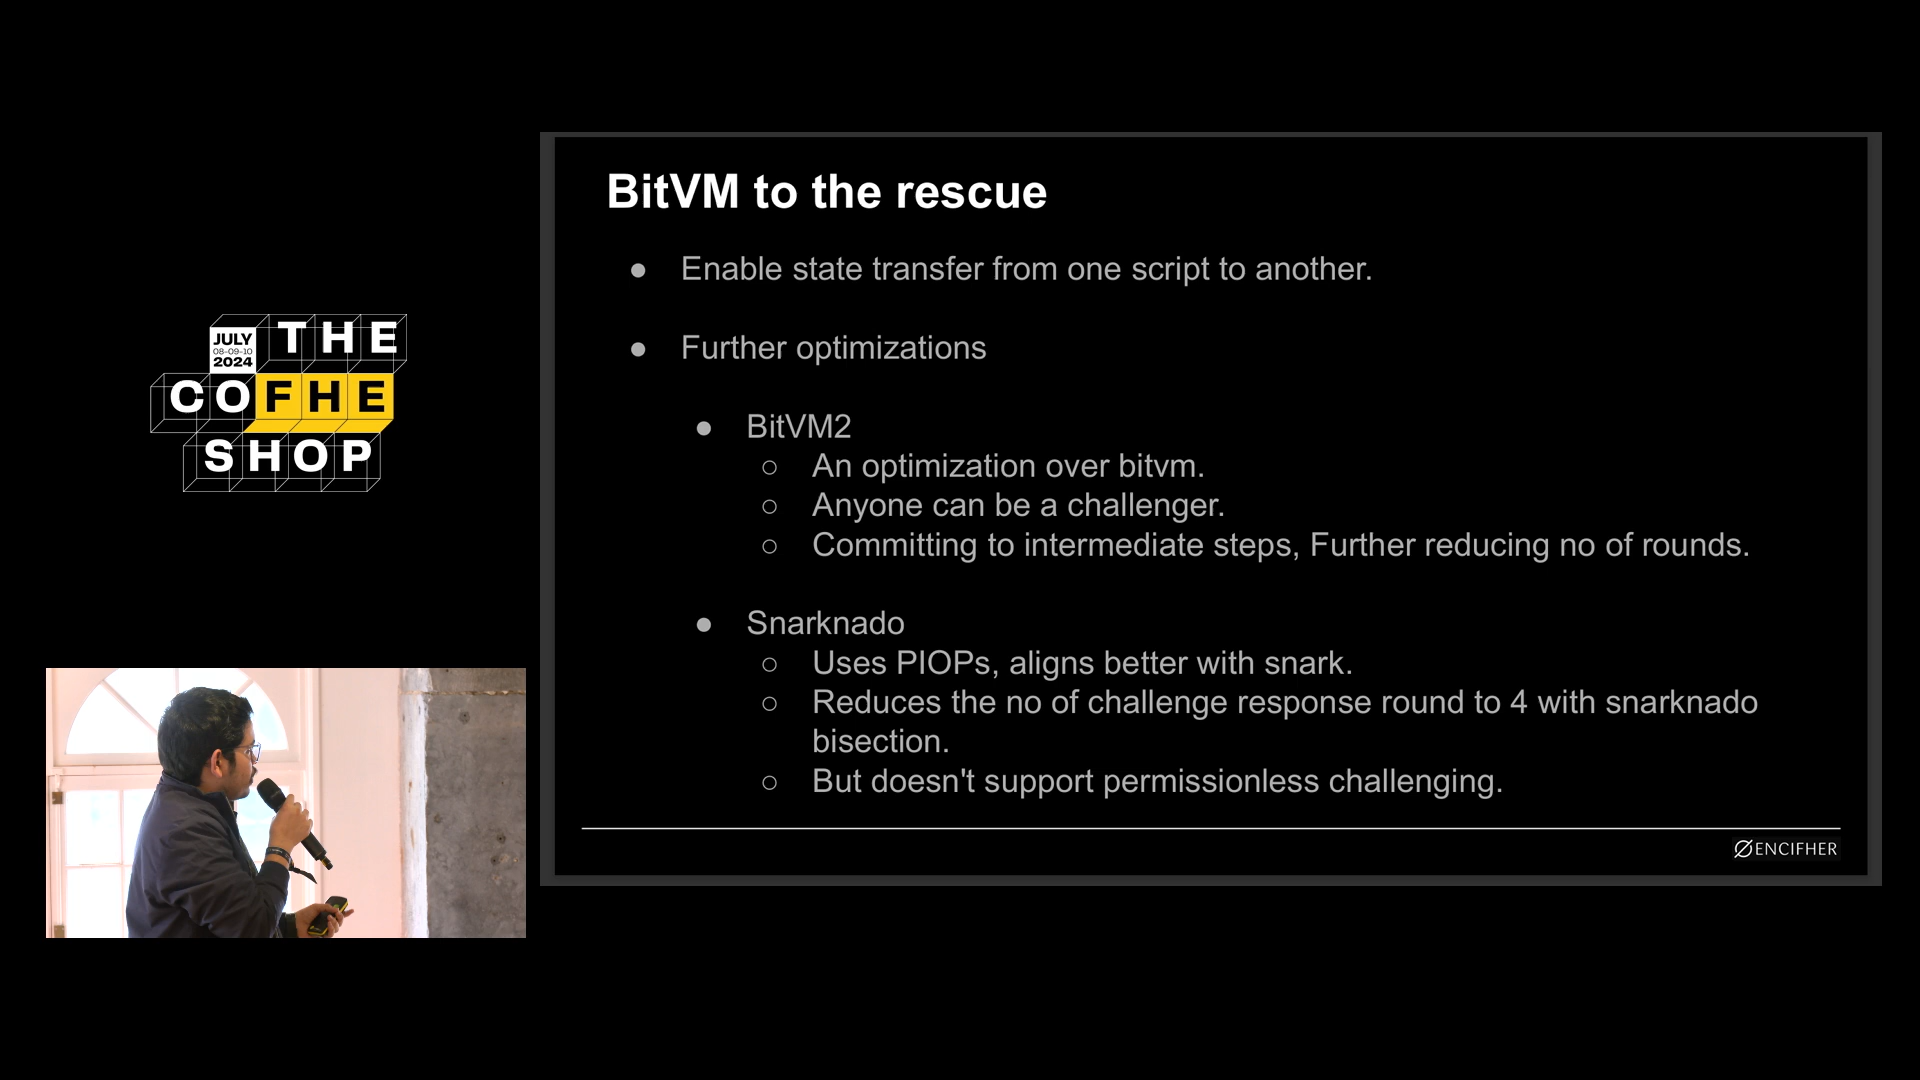 JULY
08-09-10
2024
THE
COFHE
SHOP
BitVM to the rescue
● Enable state transfer from one script to another.
● Further optimizations
● BitVM2
○ An optimization over bitvm.
○ Anyone can be a challenger.
○ Committing to intermediate steps, Further reducing no of rounds.
● Snarknado
○ Uses PIOPs, aligns better with snark.
○ Reduces the no of challenge response round to 4 with snarknado
bisection.
○ But doesn't support permissionless challenging.
ENCIFHER